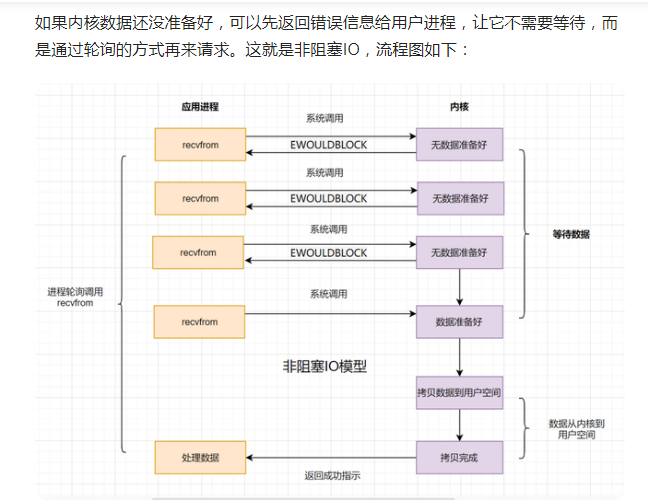 如果内核数据还没准备好，可以先返回错误信息给用户进程，让它不需要等待，而
是通过轮询的方式再来请求。这就是非阻塞IO，流程图如下：
应用进程
内核
系统调用
recvfrom
EWOULDBLOCK
无数据准备好
系统调用
recvfrom
EWOULDBLOCK
无数据准备好
系统调用
等待数据
recvfrom
EWOULDBLOCK
无数据准备好
进程轮询调用
recvfrom
系统调用
recvfrom
数据准备好
非阻塞IO模型
拷贝数据到用户空间
数据从内核到
用户空间
处理数据
拷贝完成
返回成功指示